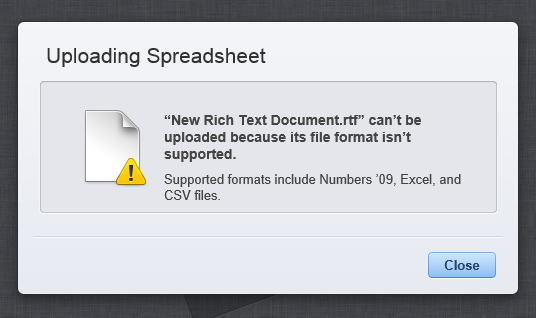 Uploading Spreadsheet
“New Rich Text Document.rtf” can’t be
uploaded because its file format isn’t
supported.
Supported formats include Numbers ’09, Excel, and
CSV files.
Close